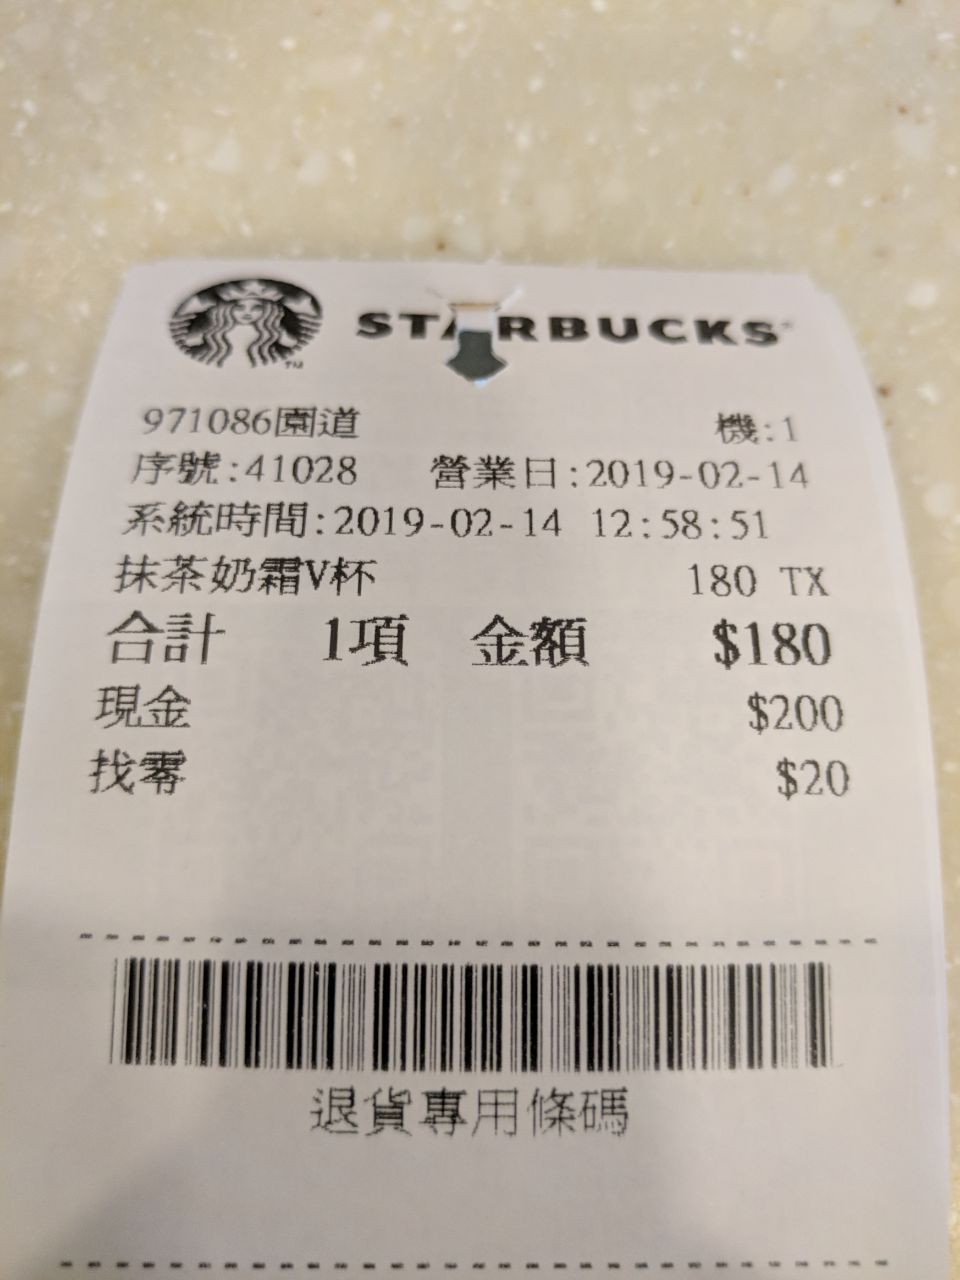 STARBUCKS
971086園道 機:1
序號:41028 營業日:2019-02-14
系統時間:2019-02-14 12:58:51
抹茶奶霜V杯 180 TX
合計 1項 金額 $180
現金 $200
找零 $20
退貨專用條碼